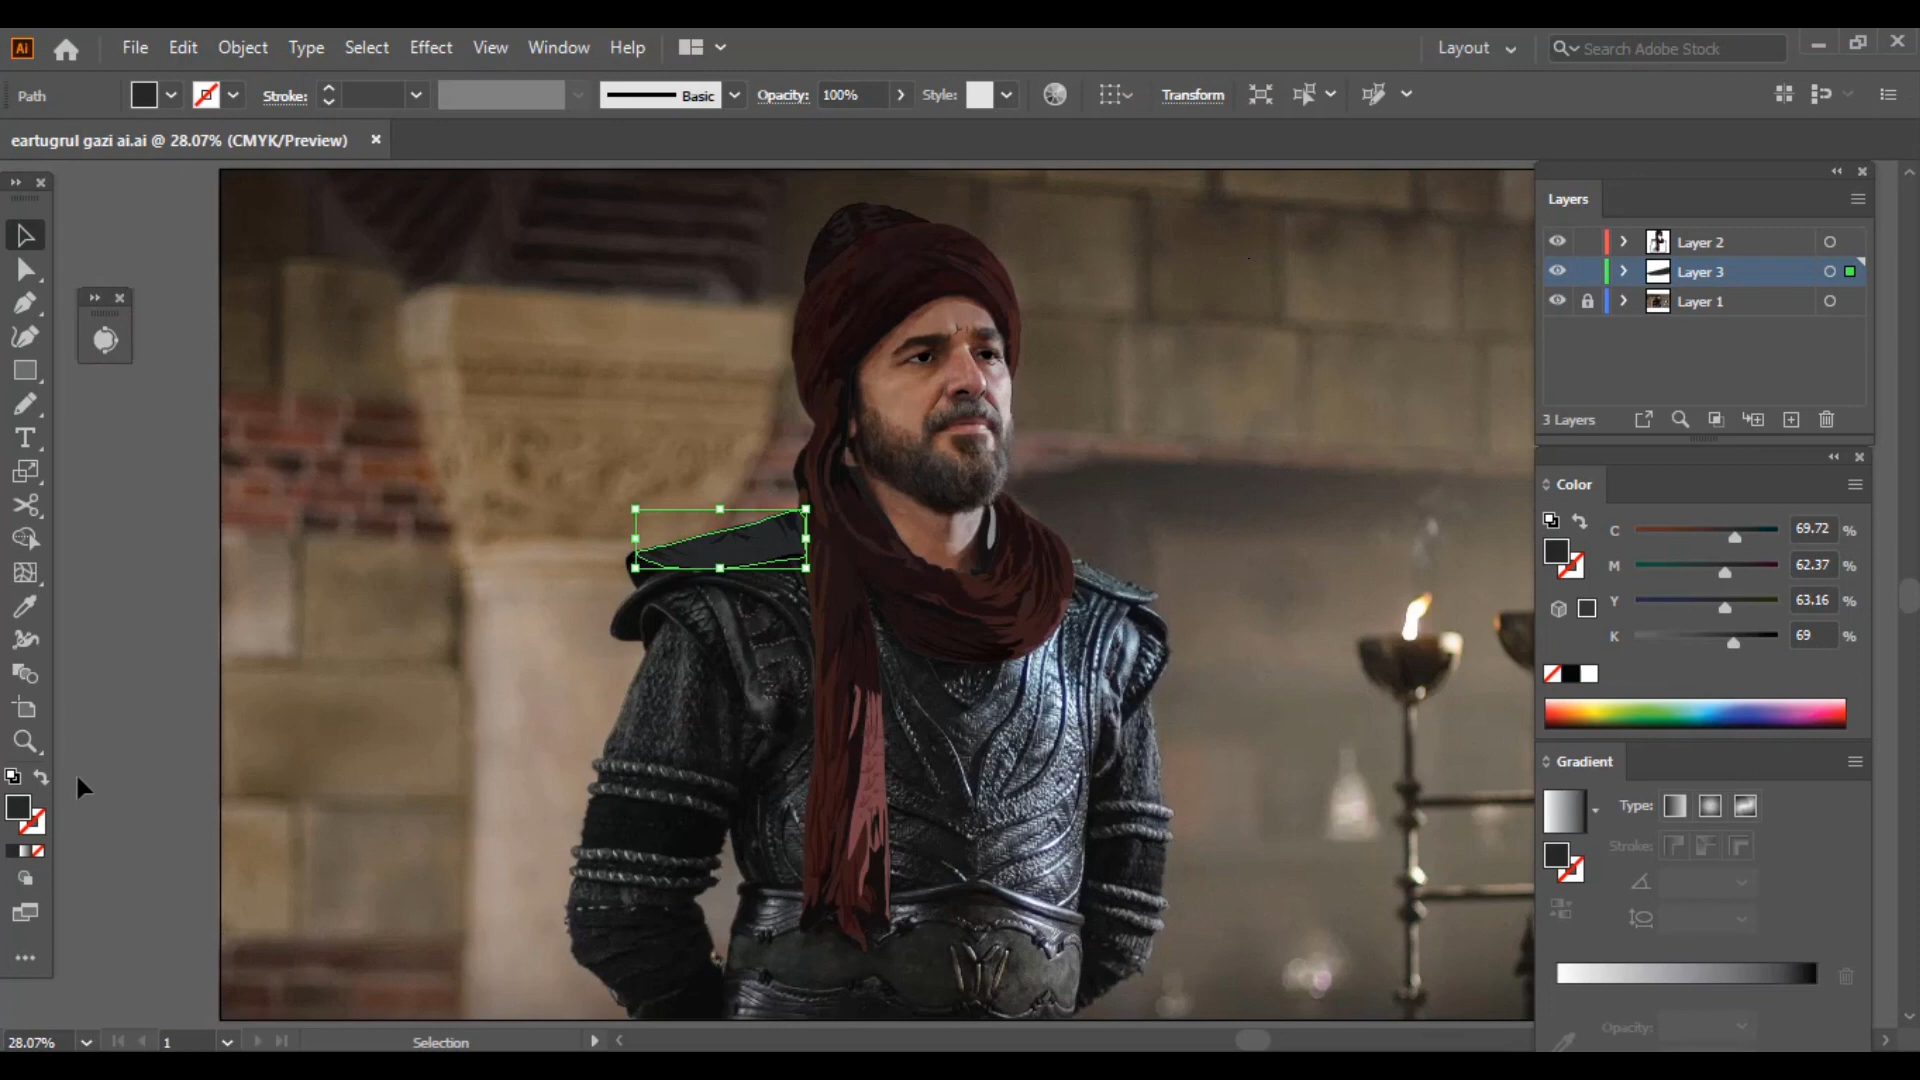 Ai File Edit Object Type Select Effect View Window Help Layout Search Adobe Stock
Path Stroke: Basic Opacity: 100% Style: Transform
eartugrul gazi ai.ai @ 28.07% (CMYK/Preview)
Layers
Layer 2
Layer 3
Layer 1
3 Layers
Color
C 69.72 %
M 62.37 %
Y 63.16 %
K 69 %
Gradient
Type:
Stroke:
Opacity:
28.07% 1 Selection